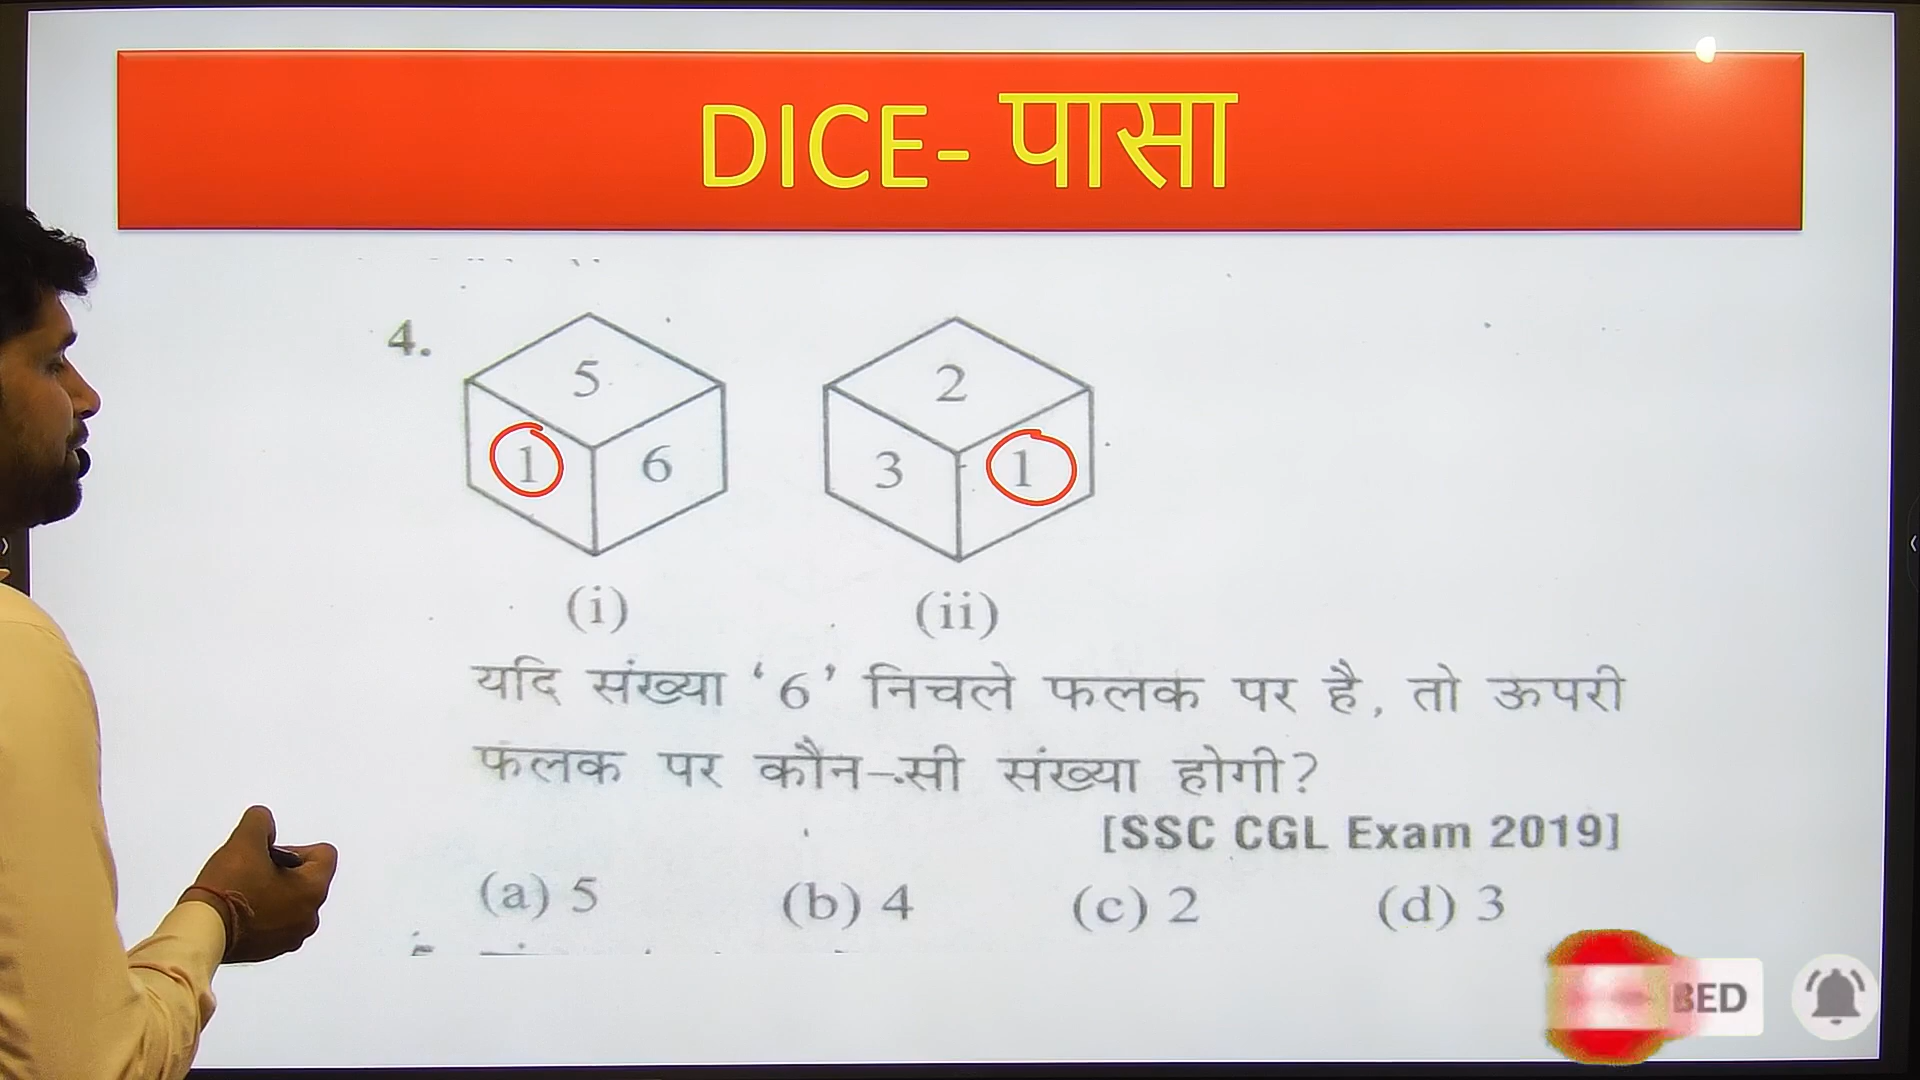 DICE- पासा
4.
5
1 6
2
3 1
(i) (ii)
यदि संख्या ‘6’ निचले फलक पर है, तो ऊपरी
फलक पर कौन-सी संख्या होगी?
[SSC CGL Exam 2019]
(a) 5 (b) 4 (c) 2 (d) 3
BED